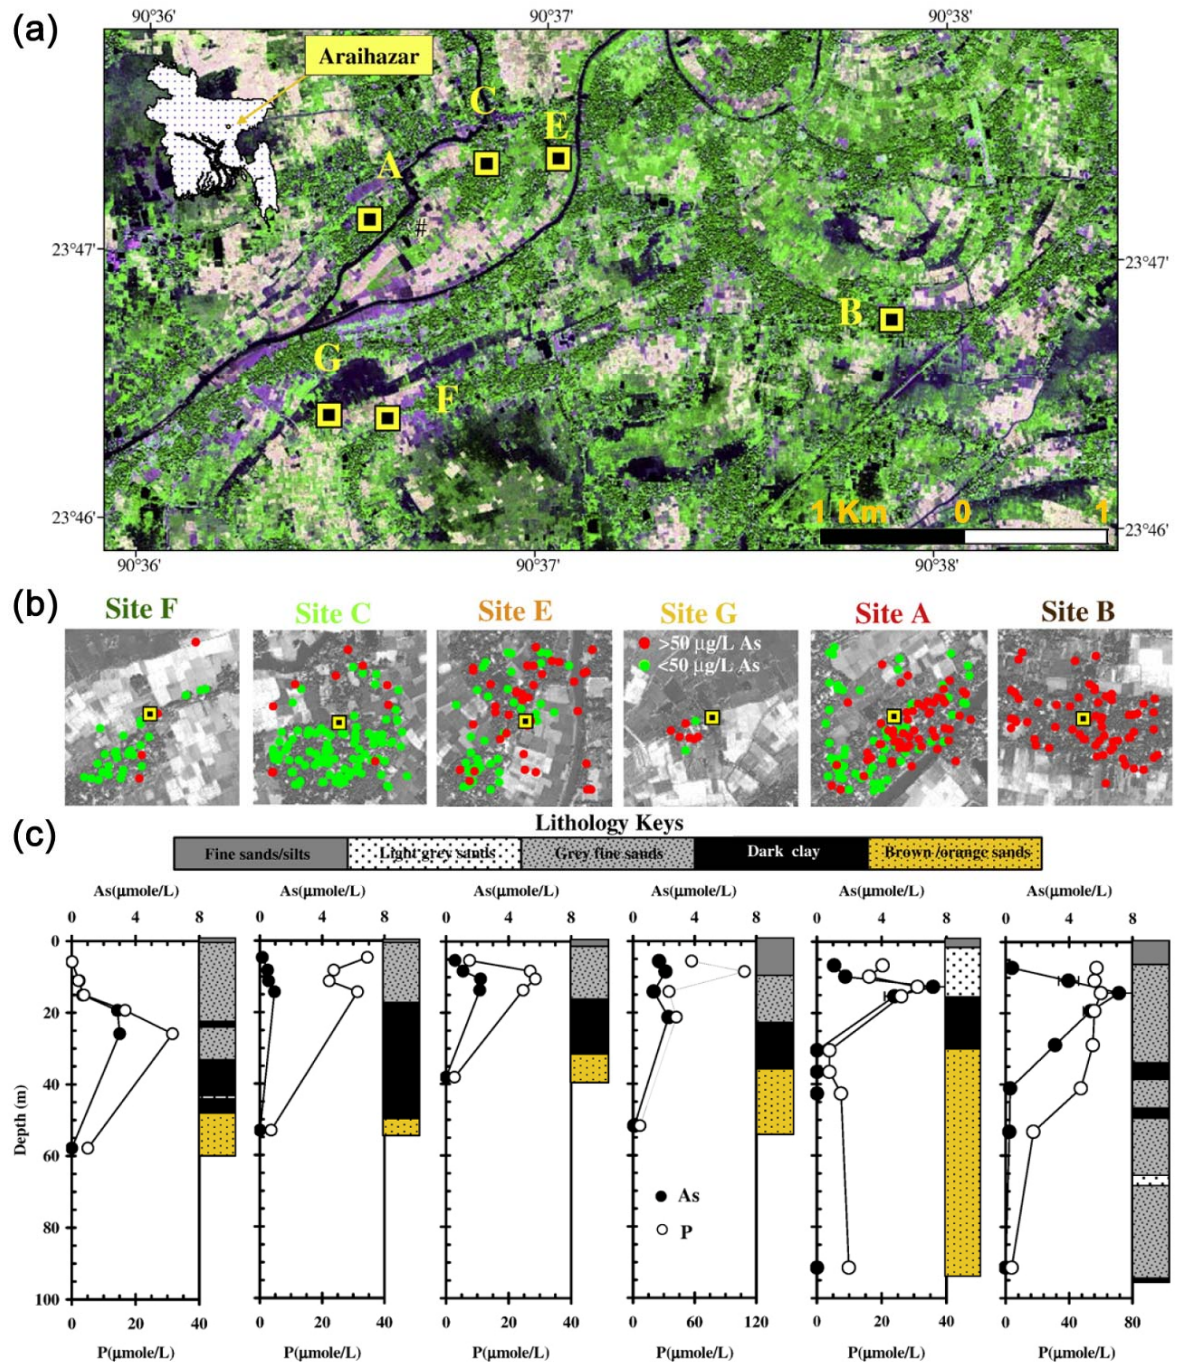 (a)
90°36' 90°37' 90°38'
Araihazar
C
E
A
#
23°47' 23°47'
B
G
F
1 Km 0 1
23°46' 23°46'
90°36' 90°37' 90°38'
(b)
Site F Site C Site E Site G Site A Site B
>50 µg/L As
<50 µg/L As
(c)
Lithology Keys
Fine sands/silts Light grey sands Grey fine sands Dark clay Brown /orange sands
As(µmole/L) As(µmole/L) As(µmole/L) As(µmole/L) As(µmole/L) As(µmole/L)
0 4 8 0 4 8 0 4 8 0 4 8 0 4 8 0 4 8
0
20
40
Depth (m)
60
As
P
80
100
0 20 40 0 20 40 0 20 40 0 60 120 0 20 40 0 40 80
P(µmole/L) P(µmole/L) P(µmole/L) P(µmole/L) P(µmole/L) P(µmole/L)